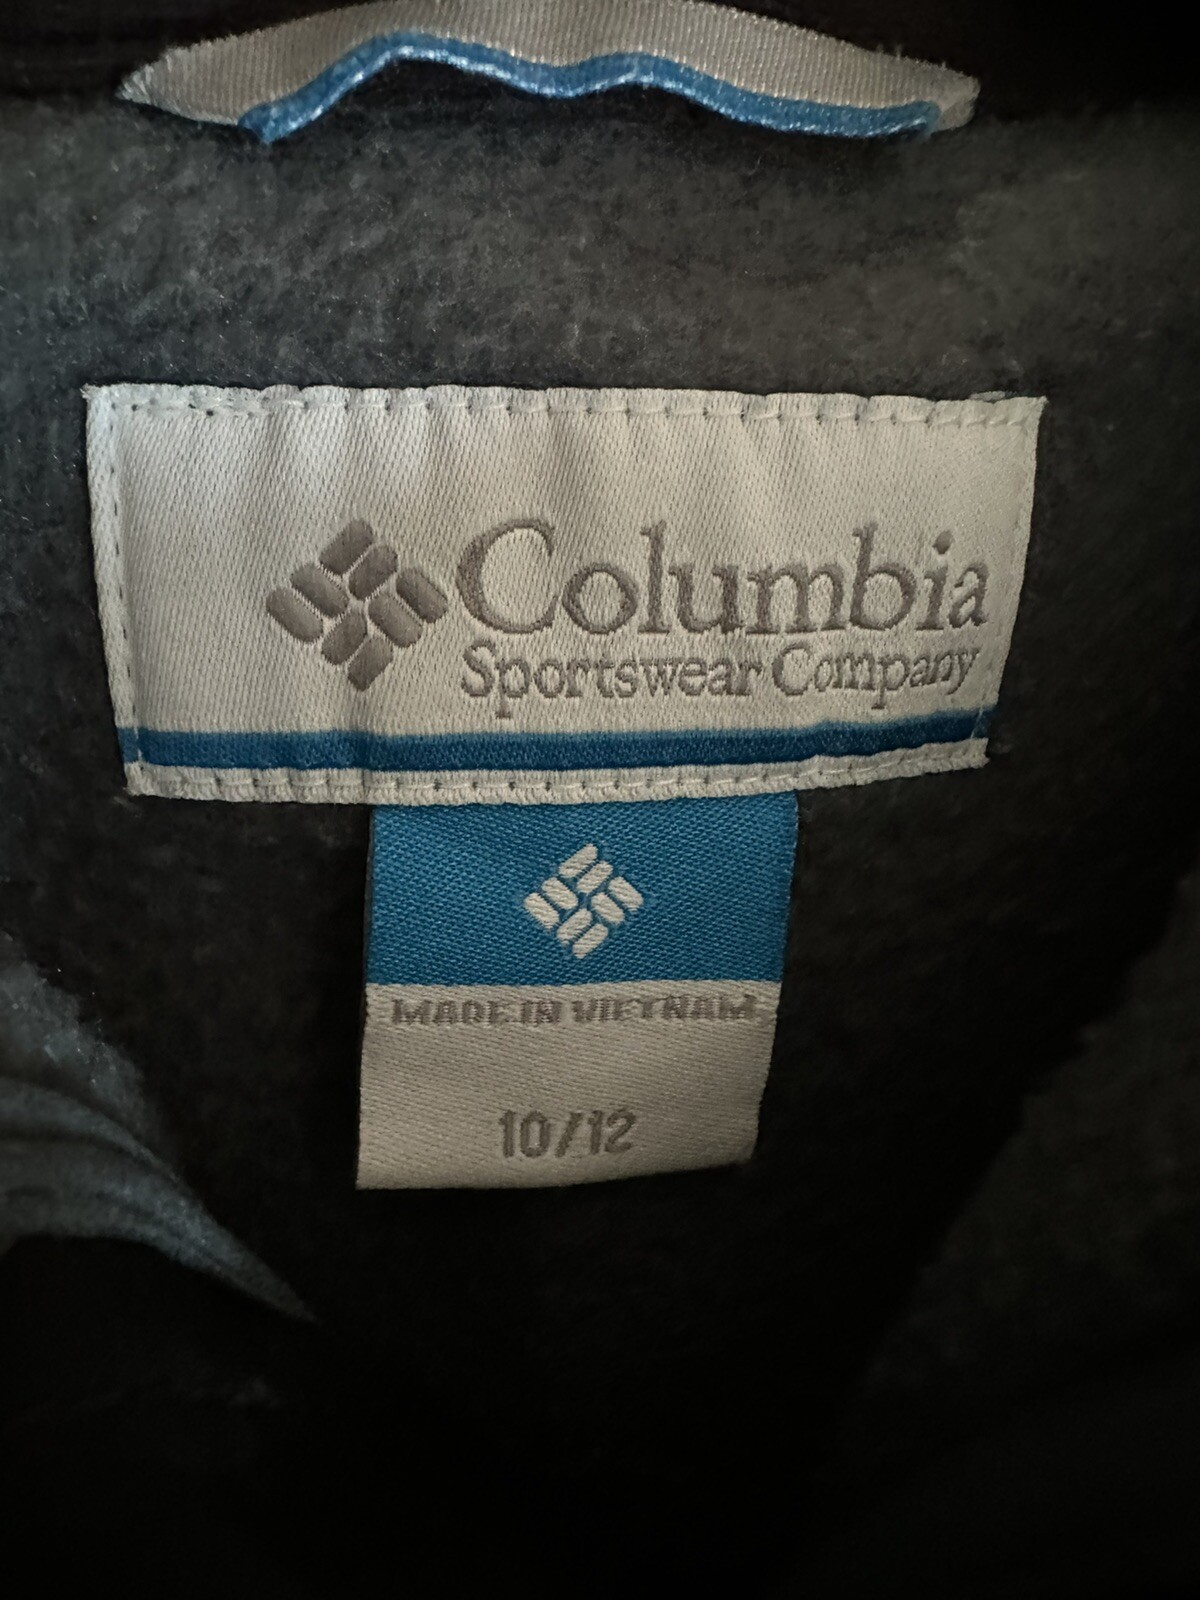 Columbia
Sportswear Company
MADE IN VIETNAM
10/12